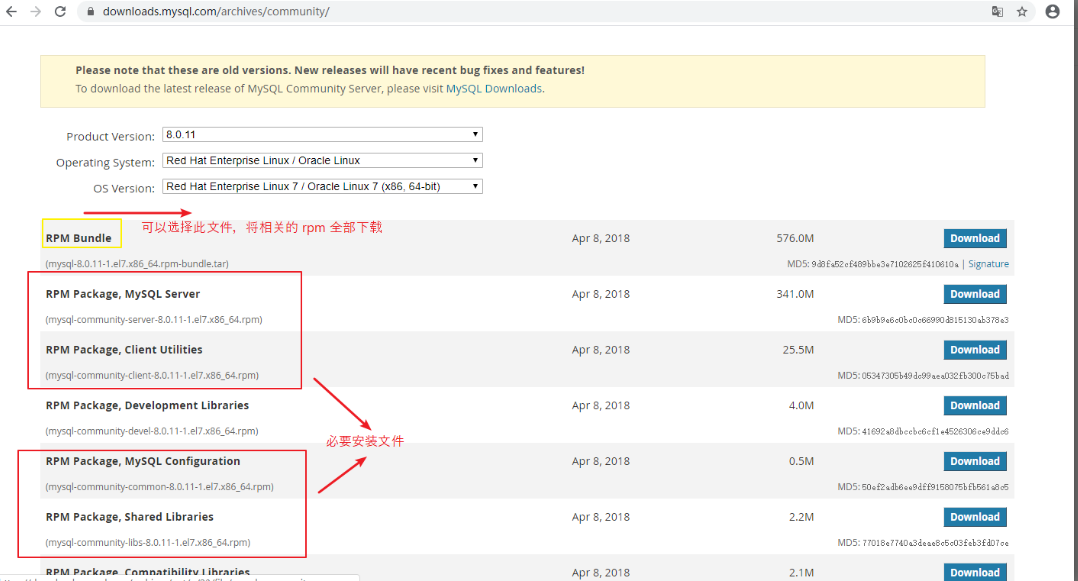 downloads.mysql.com/archives/community/
Please note that these are old versions. New releases will have recent bug fixes and features!
To download the latest release of MySQL Community Server, please visit MySQL Downloads.
Product Version: 8.0.11
Operating System: Red Hat Enterprise Linux / Oracle Linux
OS Version: Red Hat Enterprise Linux 7 / Oracle Linux 7 (x86, 64-bit)
可以选择此文件，将相关的 rpm 全部下载
RPM Bundle Apr 8, 2018 576.0M Download
(mysql-8.0.11-1.el7.x86_64.rpm-bundle.tar) MD5: | Signature
RPM Package, MySQL Server Apr 8, 2018 341.0M Download
(mysql-community-server-8.0.11-1.el7.x86_64.rpm) MD5: 6b9b9a6c0bc0c66990d815130ab378a3
RPM Package, Client Utilities Apr 8, 2018 25.5M Download
(mysql-community-client-8.0.11-1.el7.x86_64.rpm) MD5: 05347305b49dc99aea032fb300c75bad
RPM Package, Development Libraries Apr 8, 2018 4.0M Download
(mysql-community-devel-8.0.11-1.el7.x86_64.rpm) MD5:
必要安装文件
RPM Package, MySQL Configuration Apr 8, 2018 0.5M Download
(mysql-community-common-8.0.11-1.el7.x86_64.rpm) MD5:
RPM Package, Shared Libraries Apr 8, 2018 2.2M Download
(mysql-community-libs-8.0.11-1.el7.x86_64.rpm) MD5:
RPM Package, Compatibility Libraries Apr 8, 2018 2.1M Download